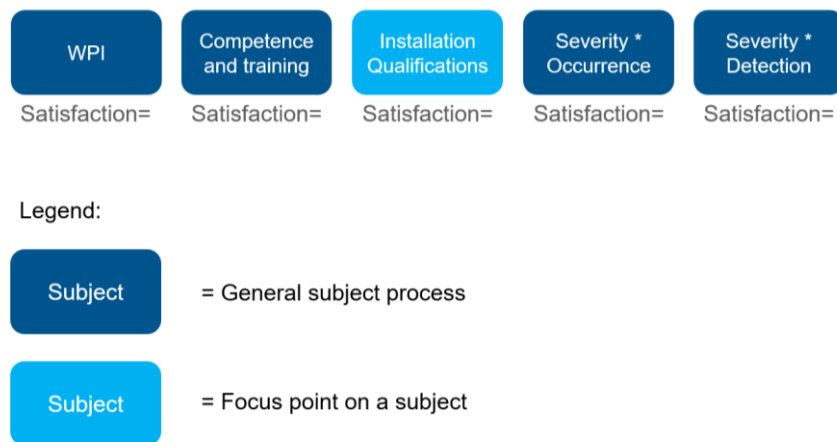 WPI
Competence and training
Installation Qualifications
Severity * Occurrence
Severity * Detection
Satisfaction=
Satisfaction=
Satisfaction=
Satisfaction=
Satisfaction=
Legend:
Subject
= General subject process
Subject
= Focus point on a subject